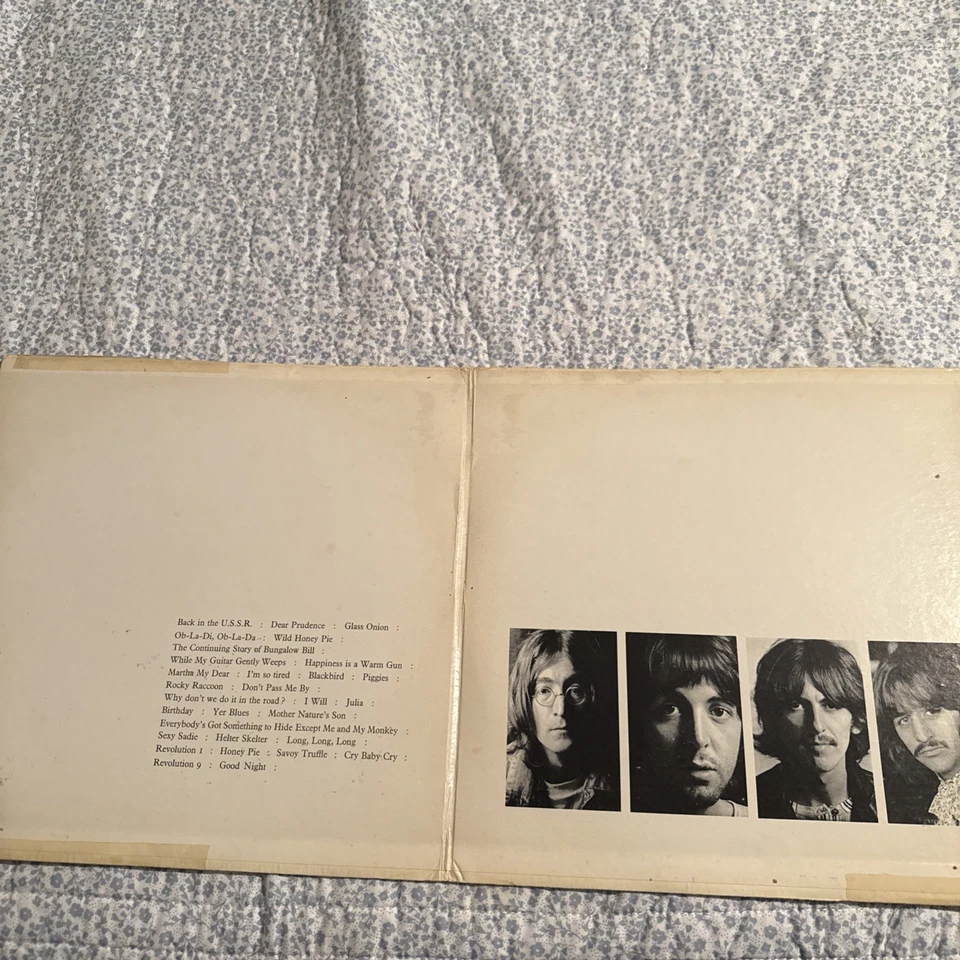 Back in the U.S.S.R. : Dear Prudence : Glass Onion :
Ob-La-Di, Ob-La-Da : Wild Honey Pie :
The Continuing Story of Bungalow Bill :
While My Guitar Gently Weeps : Happiness is a Warm Gun :
Martha My Dear : I'm so tired : Blackbird : Piggies :
Rocky Raccoon : Don't Pass Me By :
Why don't we do it in the road? : I Will : Julia :
Birthday : Yer Blues : Mother Nature's Son :
Everybody's Got Something to Hide Except Me and My Monkey :
Sexy Sadie : Helter Skelter : Long, Long, Long :
Revolution 1 : Honey Pie : Savoy Truffle : Cry Baby Cry :
Revolution 9 : Good Night :